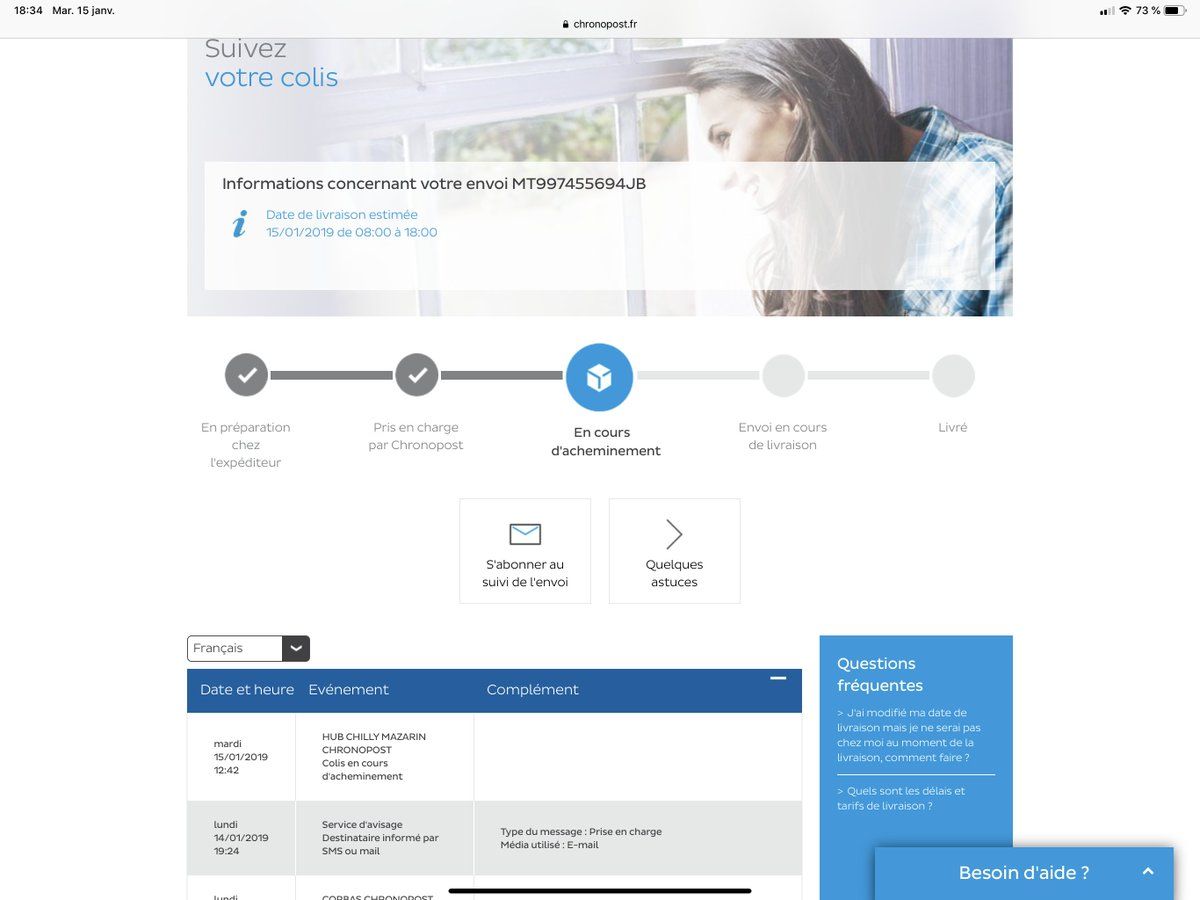 18:34 Mar. 15 janv.
73 %
chronopost.fr
Suivez
votre colis
Informations concernant votre envoi MT997455694JB
Date de livraison estimée
15/01/2019 de 08:00 à 18:00
En préparation
chez
l'expéditeur
Pris en charge
par Chronopost
En cours
d'acheminement
Envoi en cours
de livraison
Livré
S'abonner au
suivi de l'envoi
Quelques
astuces
Français
Date et heure Evénement Complément
mardi
15/01/2019
12:42
HUB CHILLY MAZARIN
CHRONOPOST
Colis en cours
d'acheminement
lundi
14/01/2019
19:24
Service d'avisage
Destinataire informé par
SMS ou mail
Type du message : Prise en charge
Média utilisé : E-mail
lundi
CORBAS CHRONOPOST
Questions
fréquentes
> J'ai modifié ma date de
livraison mais je ne serai pas
chez moi au moment de la
livraison, comment faire ?
> Quels sont les délais et
tarifs de livraison ?
Besoin d'aide ?